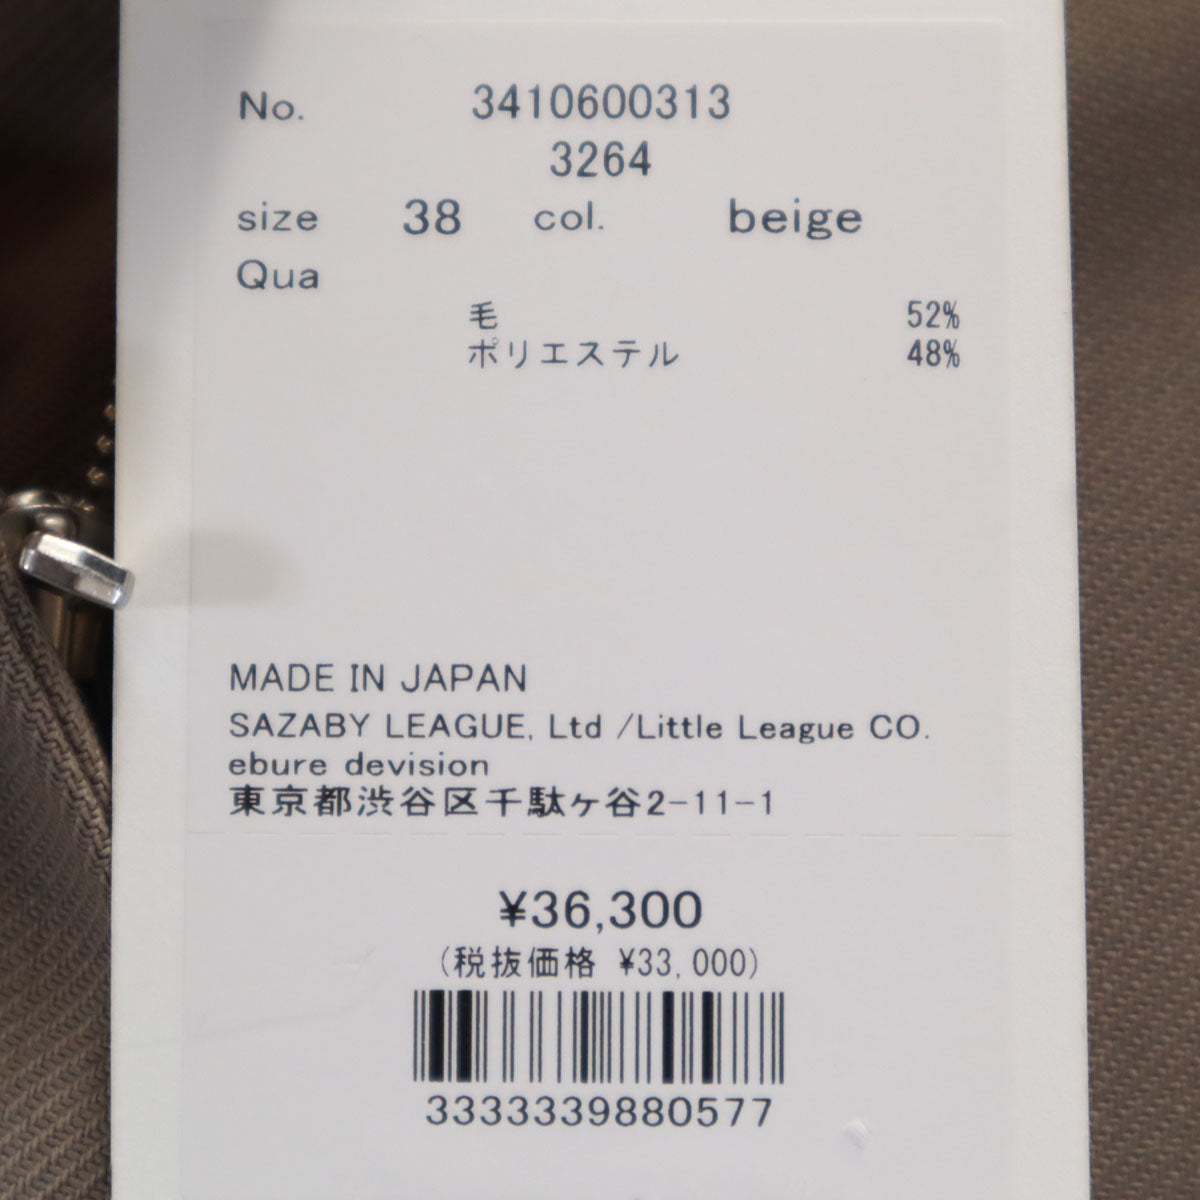 No. 3410600313
3264
size 38 col. beige
Qua
毛 52%
ポリエステル 48%
MADE IN JAPAN
SAZABY LEAGUE, Ltd /Little League CO.
ebure devision
東京都渋谷区千駄ヶ谷2-11-1
¥36,300
(税抜価格 ¥33,000)
3333339880577